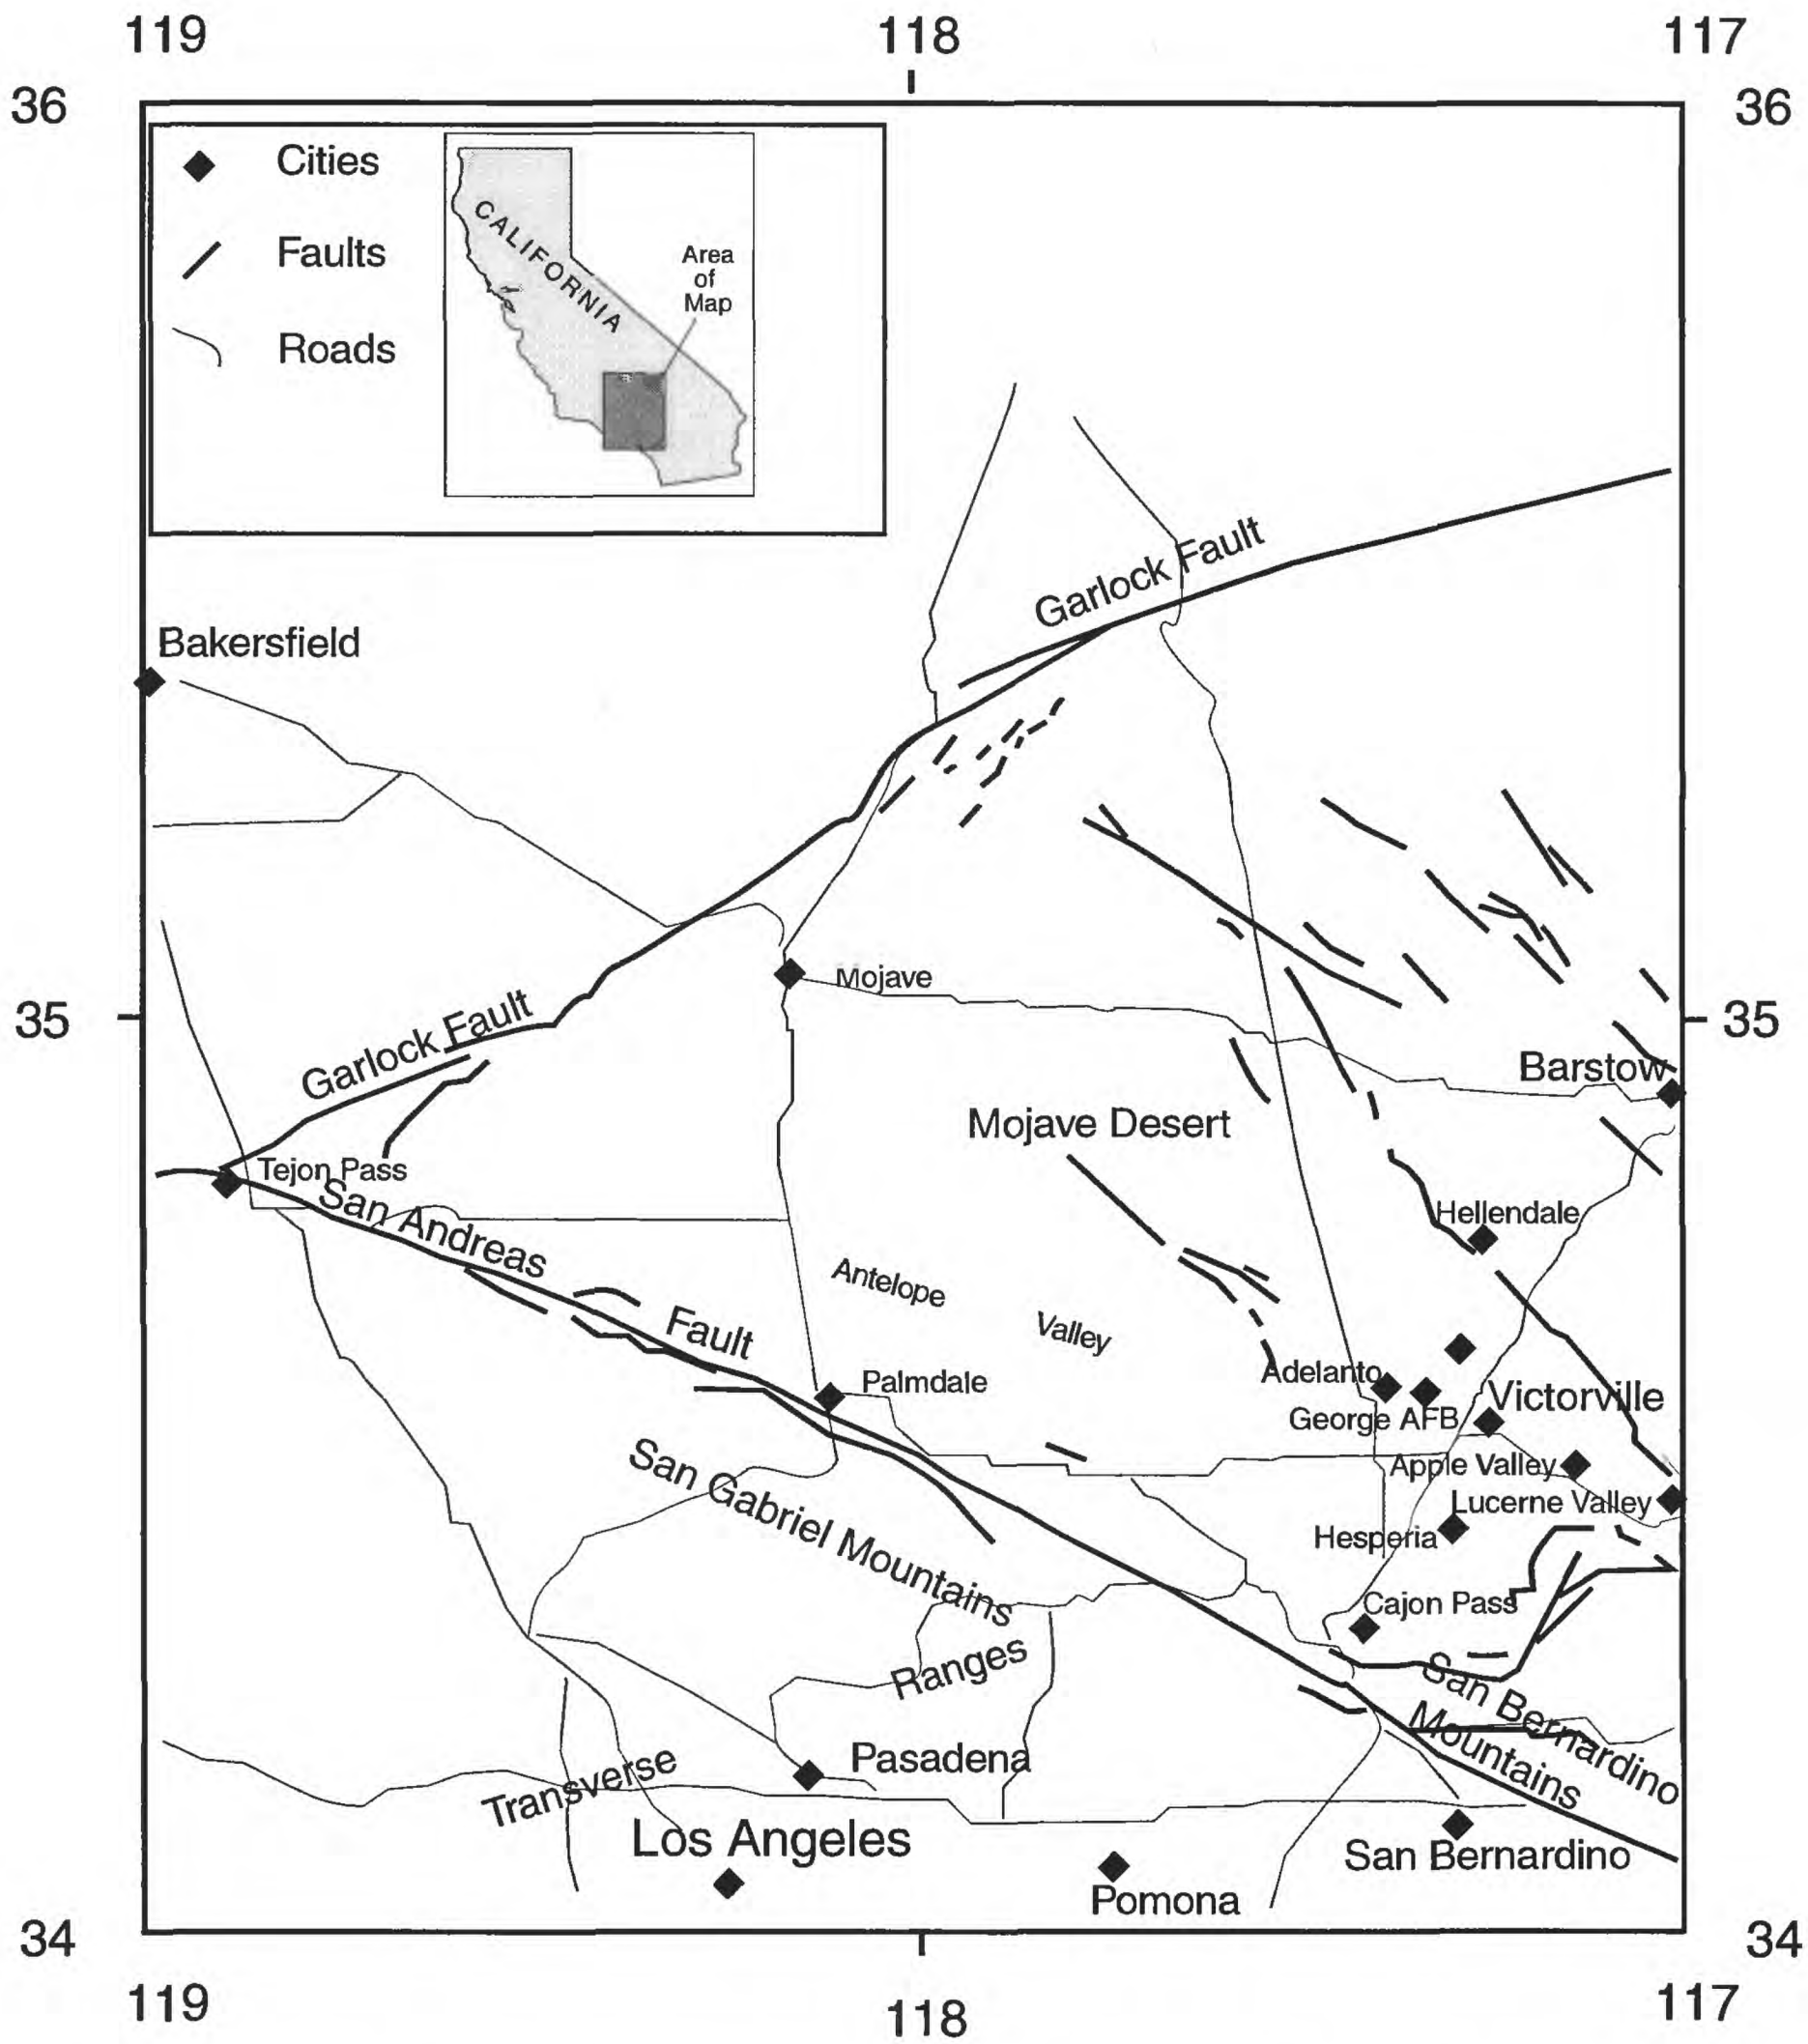 119 118 117
36 36
Cities
Faults
Roads
CALIFORNIA
Area
of
Map
Garlock Fault
Bakersfield
Mojave
35 35
Garlock Fault
Barstow
Mojave Desert
Tejon Pass
San Andreas
Fault
Hellendale
Antelope
Valley
Adelanto
Palmdale
George AFB
Victorville
Apple Valley
Lucerne Valley
Hesperia
San Gabriel Mountains
Cajon Pass
Ranges
San Bernardino
Mountains
Pasadena
Transverse
Los Angeles
San Bernardino
Pomona
34 34
119 118 117